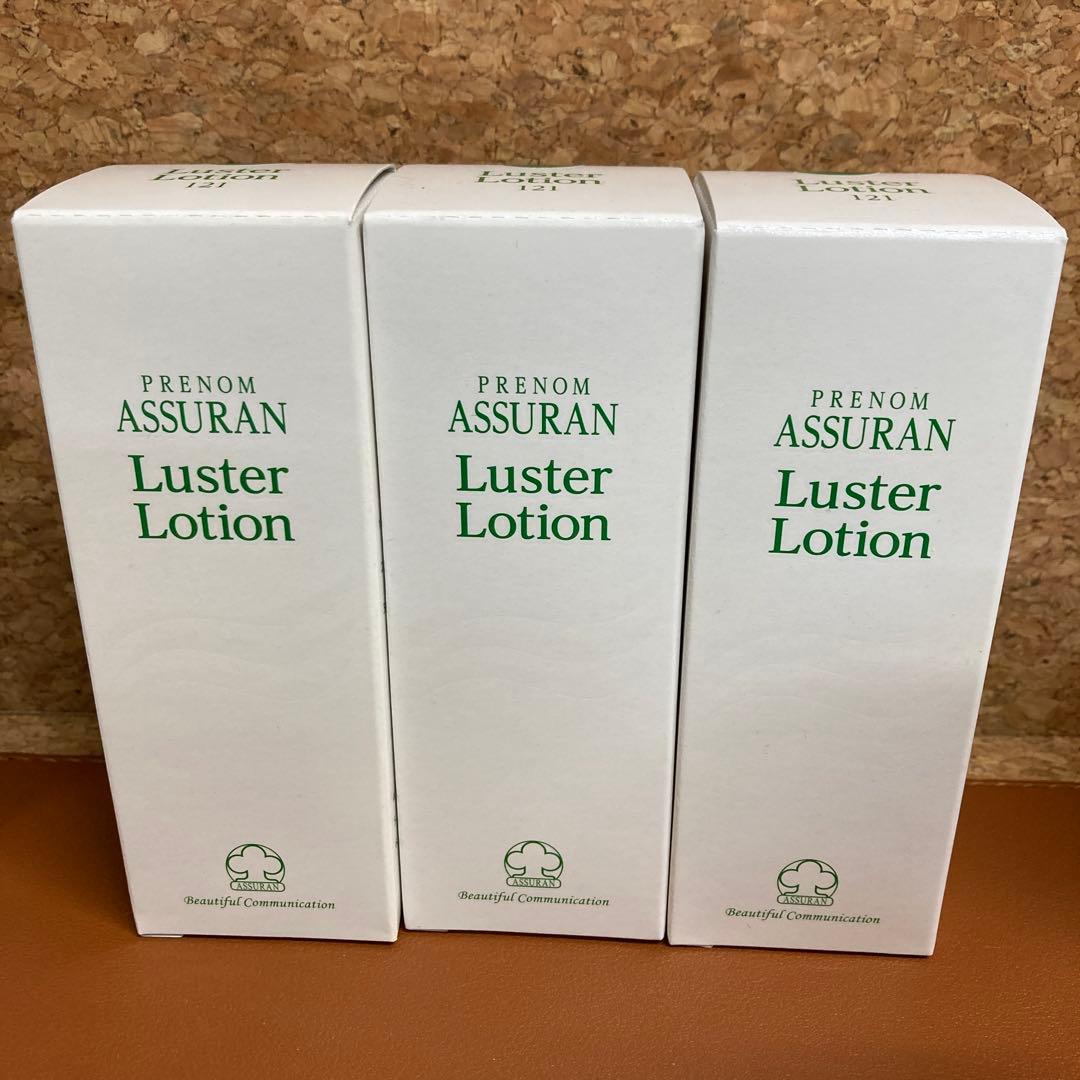 Luster
Lotion
121
PRENOM
ASSURAN
Luster
Lotion
ASSURAN
Beautiful Communication
Luster
Lotion
121
PRENOM
ASSURAN
Luster
Lotion
ASSURAN
Beautiful Communication
Luster
Lotion
121
PRENOM
ASSURAN
Luster
Lotion
ASSURAN
Beautiful Communication